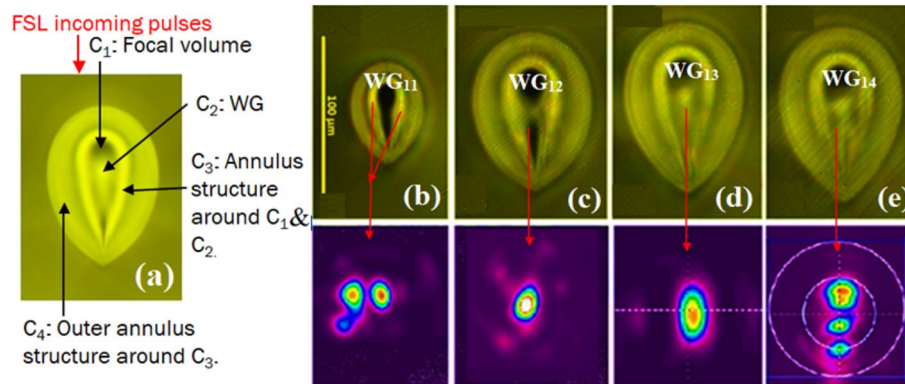 FSL incoming pulses
C1: Focal volume
C2: WG
C3: Annulus
structure
around C1&
C2.
(a)
C4: Outer annulus
structure around C3.
100 µm
WG11
(b)
WG12
(c)
WG13
(d)
WG14
(e)